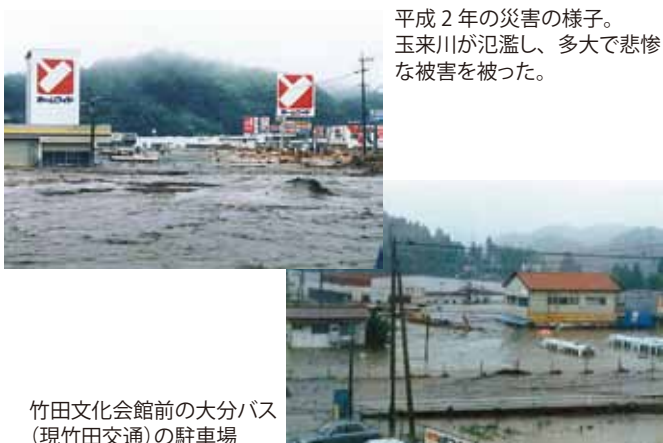 平成2年の災害の様子。
玉来川が氾濫し、多大で悲惨
な被害を被った。
竹田文化会館前の大分バス
（現竹田交通）の駐車場